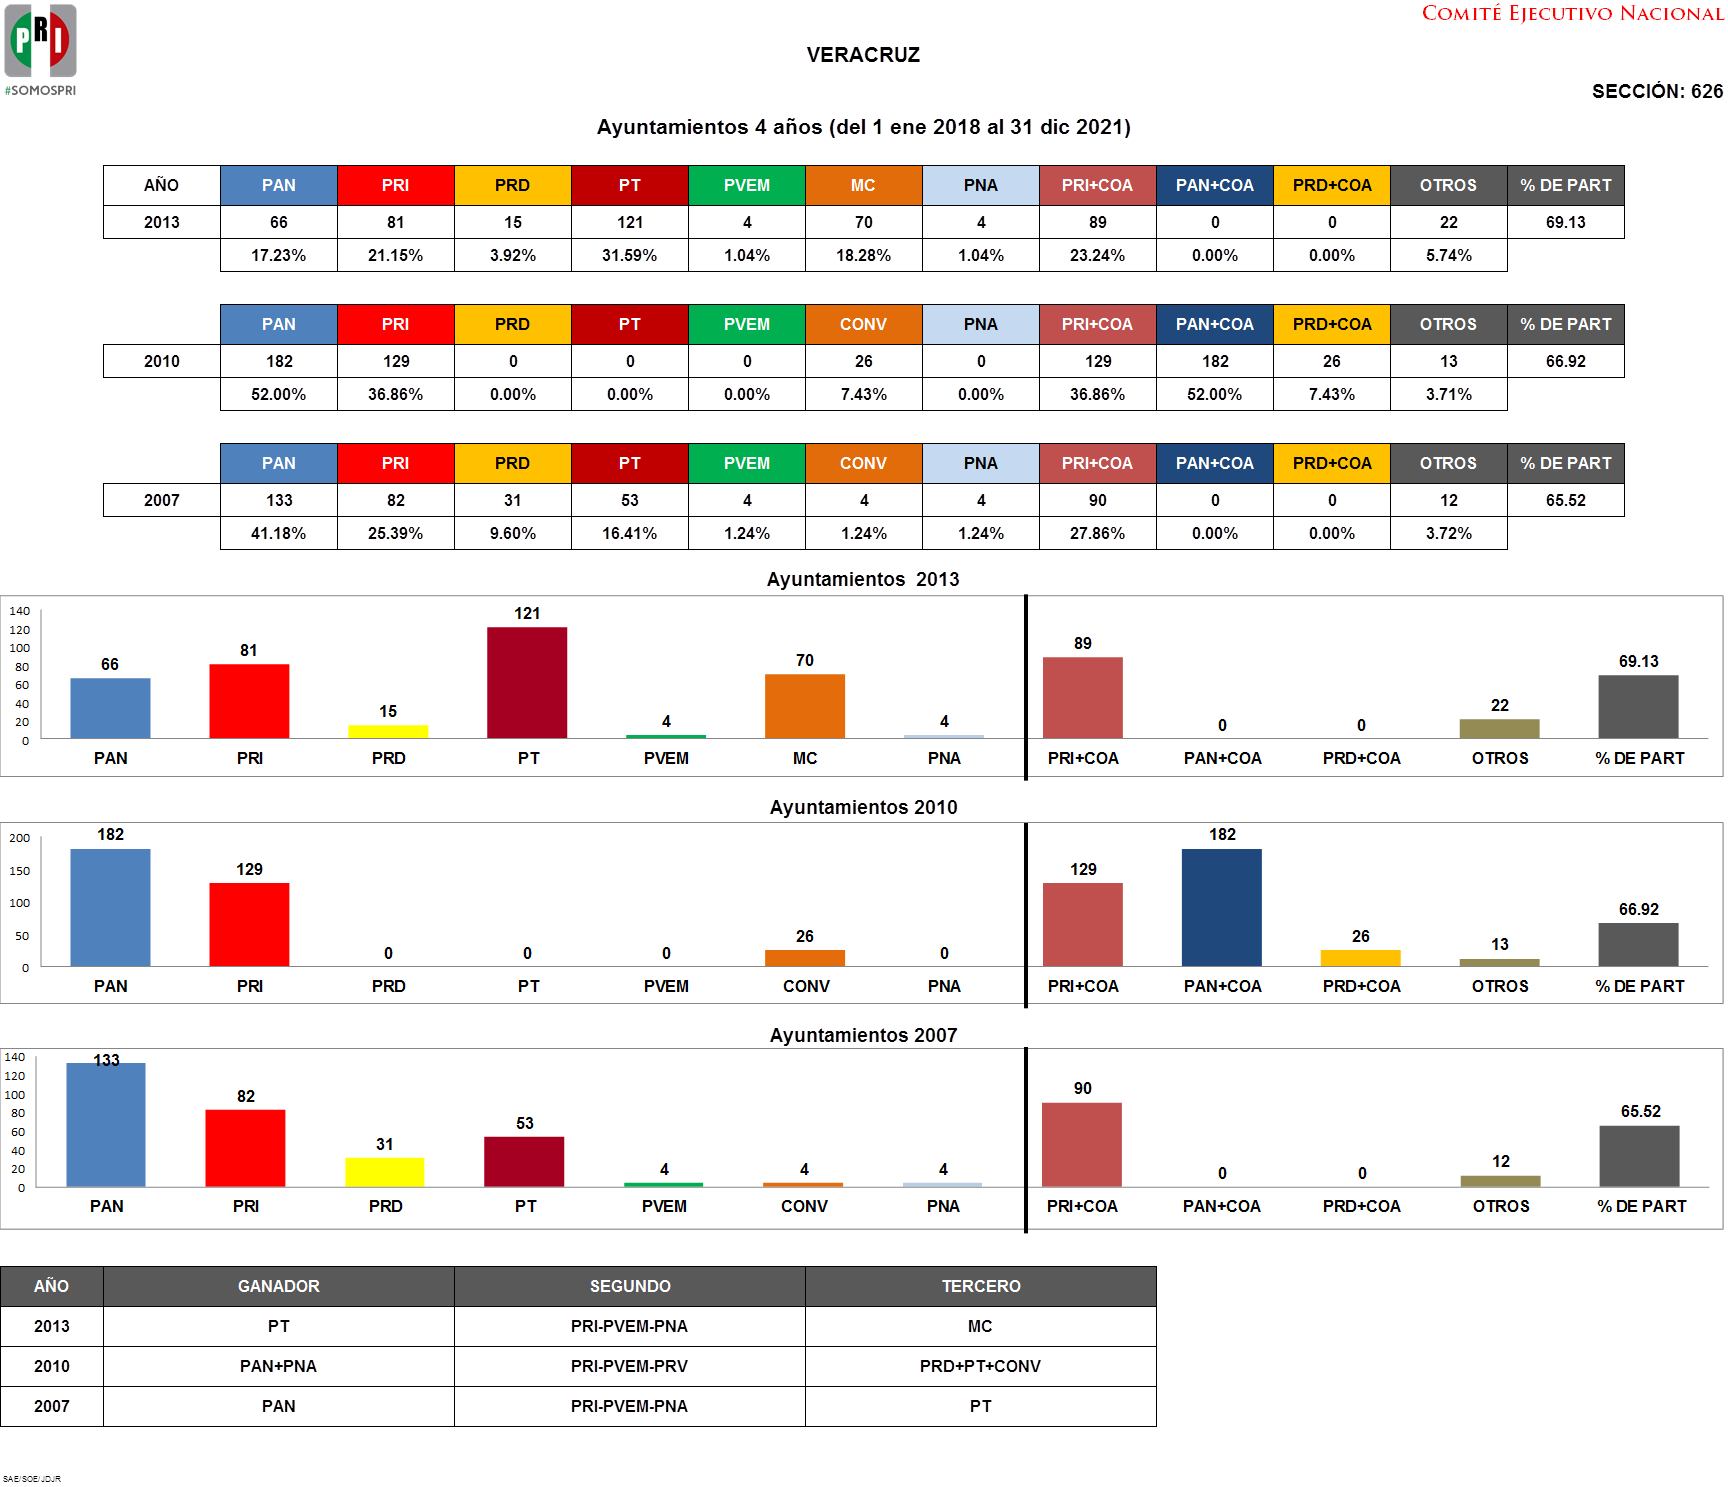 PRI
#SOMOSPRI
COMITÉ EJECUTIVO NACIONAL
VERACRUZ
SECCIÓN: 626
Ayuntamientos 4 años (del 1 ene 2018 al 31 dic 2021)
AÑO PAN PRI PRD PT PVEM MC PNA PRI+COA PAN+COA PRD+COA OTROS % DE PART
2013 66 81 15 121 4 70 4 89 0 0 22 69.13
17.23% 21.15% 3.92% 31.59% 1.04% 18.28% 1.04% 23.24% 0.00% 0.00% 5.74%
PAN PRI PRD PT PVEM CONV PNA PRI+COA PAN+COA PRD+COA OTROS % DE PART
2010 182 129 0 0 0 26 0 129 182 26 13 66.92
52.00% 36.86% 0.00% 0.00% 0.00% 7.43% 0.00% 36.86% 52.00% 7.43% 3.71%
PAN PRI PRD PT PVEM CONV PNA PRI+COA PAN+COA PRD+COA OTROS % DE PART
2007 133 82 31 53 4 4 4 90 0 0 12 65.52
41.18% 25.39% 9.60% 16.41% 1.24% 1.24% 1.24% 27.86% 0.00% 0.00% 3.72%
Ayuntamientos 2013
140
120
100
80
60
40
20
0
66 81 15 121 4 70 4 89 0 0 22 69.13
PAN PRI PRD PT PVEM MC PNA PRI+COA PAN+COA PRD+COA OTROS % DE PART
Ayuntamientos 2010
200
150
100
50
0
182 129 0 0 0 26 0 129 182 26 13 66.92
PAN PRI PRD PT PVEM CONV PNA PRI+COA PAN+COA PRD+COA OTROS % DE PART
Ayuntamientos 2007
140
120
100
80
60
40
20
0
133 82 31 53 4 4 4 90 0 0 12 65.52
PAN PRI PRD PT PVEM CONV PNA PRI+COA PAN+COA PRD+COA OTROS % DE PART
AÑO GANADOR SEGUNDO TERCERO
2013 PT PRI-PVEM-PNA MC
2010 PAN+PNA PRI-PVEM-PRV PRD+PT+CONV
2007 PAN PRI-PVEM-PNA PT
SAE/SOE/JDJR